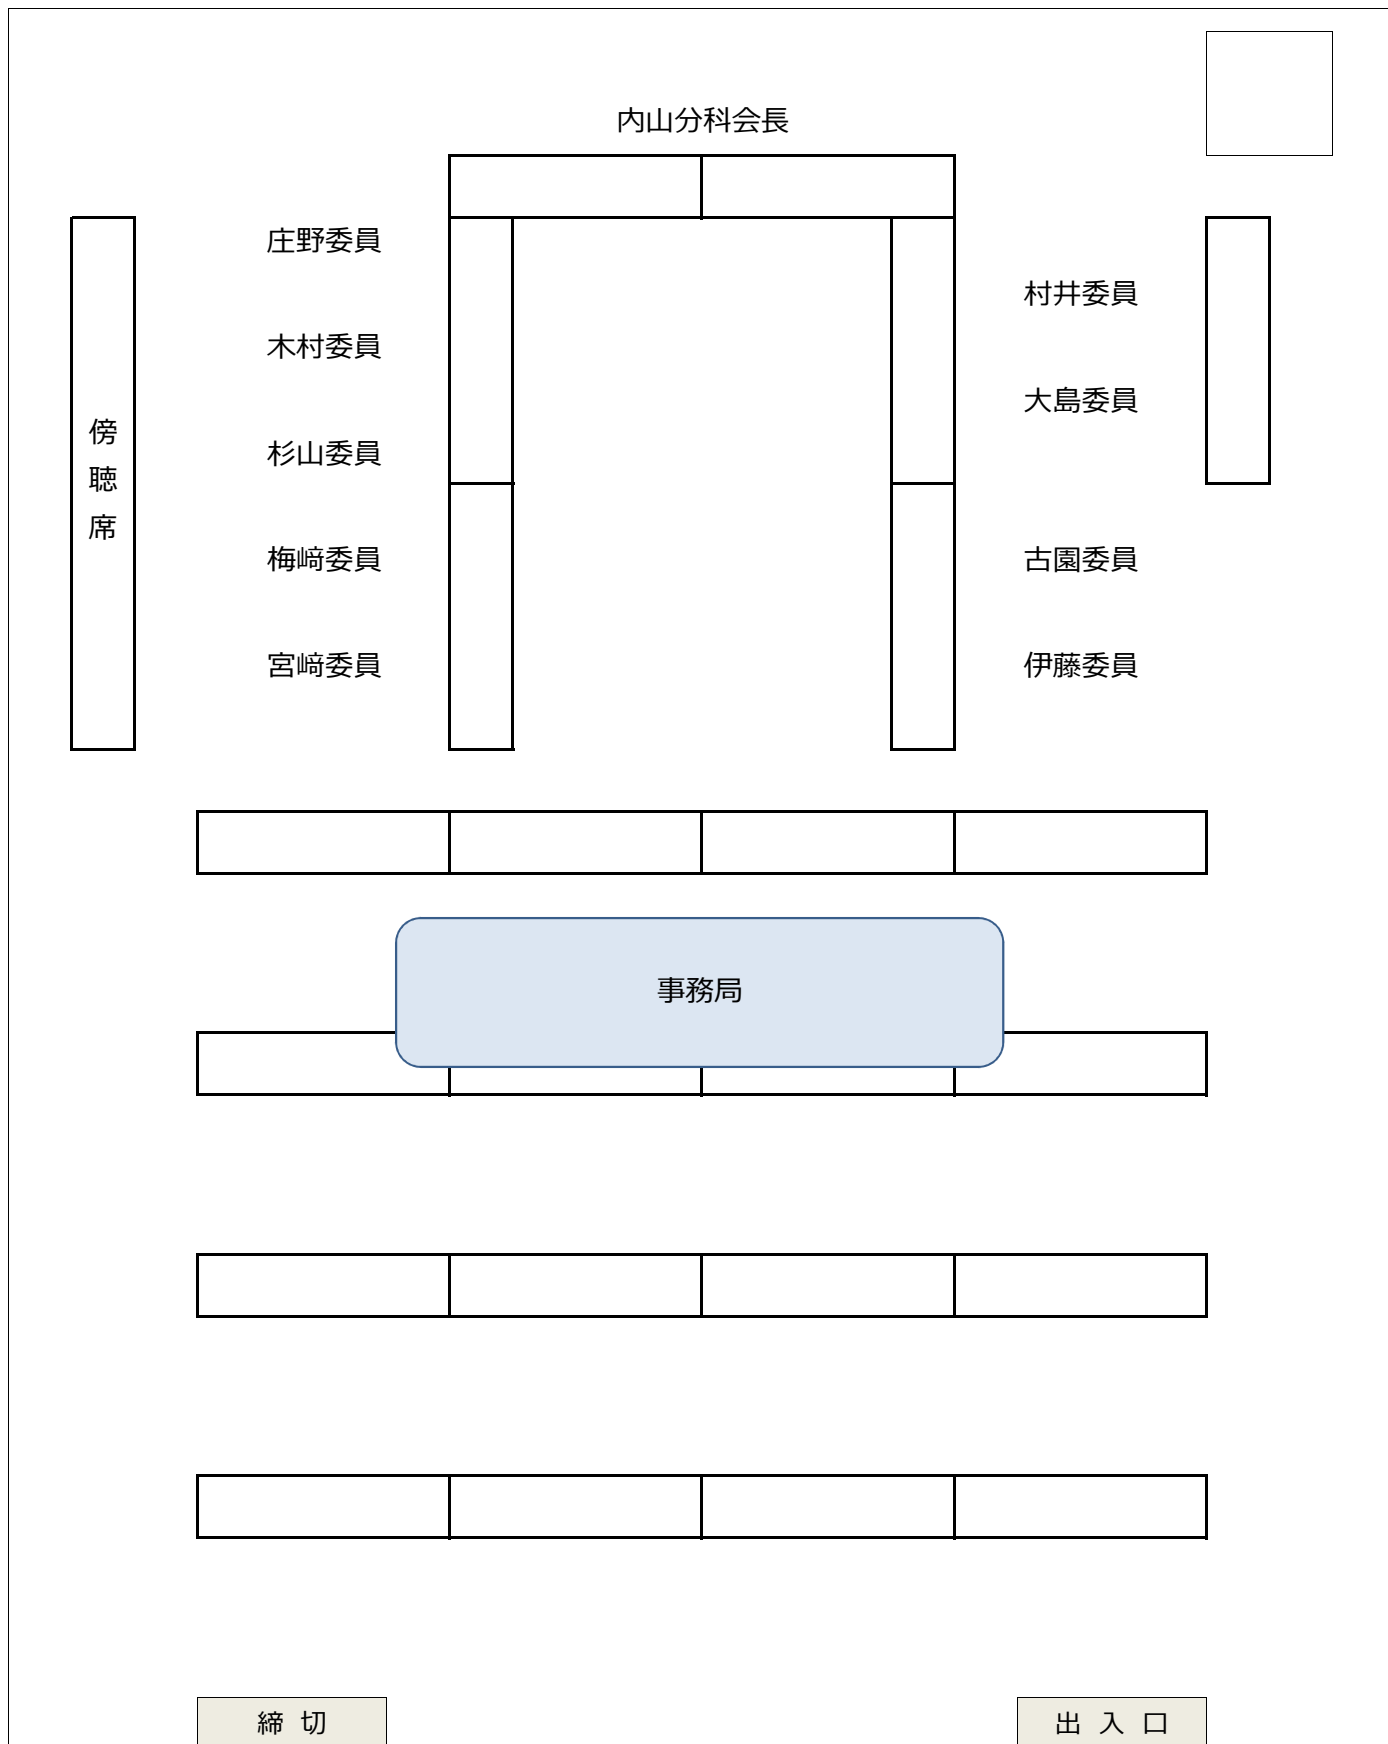 内山分科会長
庄野委員
村井委員
木村委員
大島委員
傍聴席
杉山委員
梅﨑委員
古園委員
宮﨑委員
伊藤委員
事務局
締 切
出 入 口